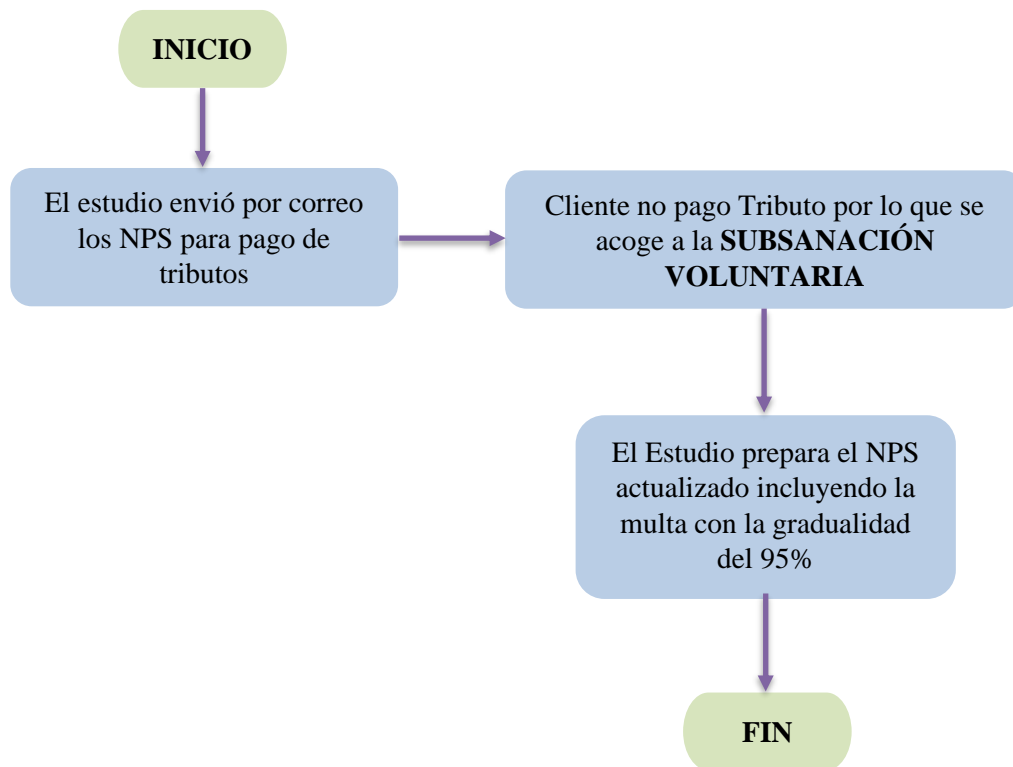 INICIO
El estudio envió por correo
los NPS para pago de
tributos
Cliente no pago Tributo por lo que se
acoge a la SUBSANACIÓN
VOLUNTARIA
El Estudio prepara el NPS
actualizado incluyendo la
multa con la gradualidad
del 95%
FIN